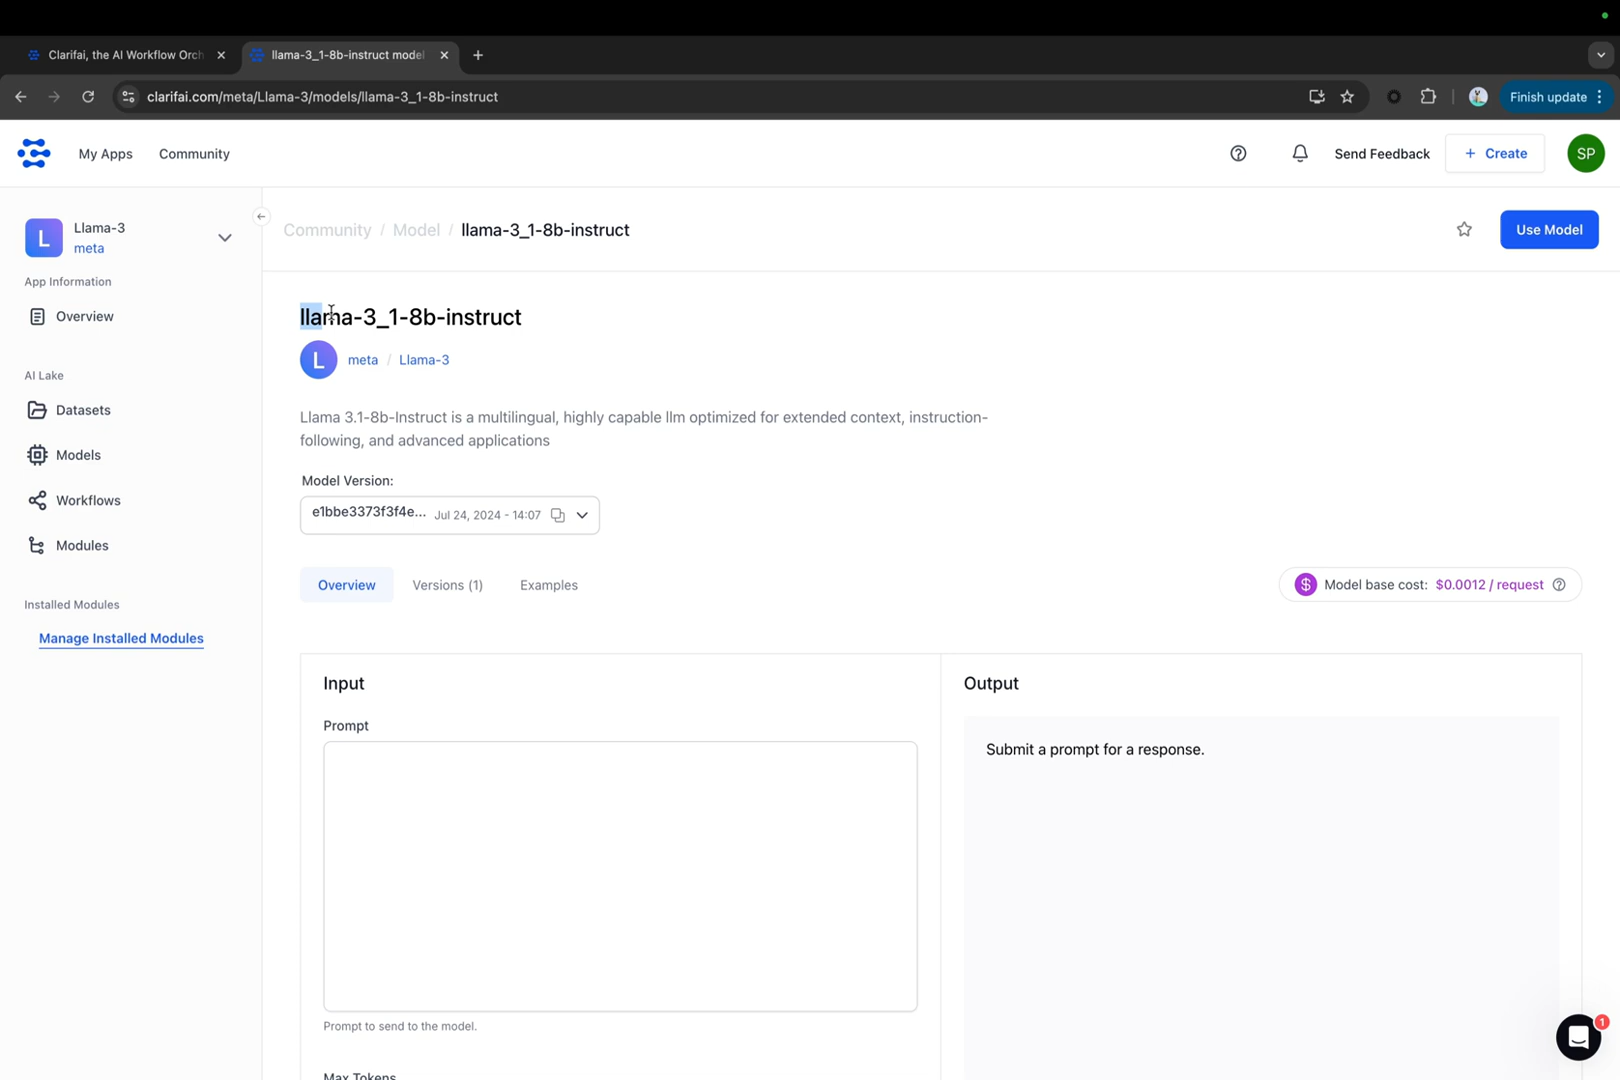 Clarifai, the AI Workflow Orch
llama-3_1-8b-instruct model
clarifai.com/meta/Llama-3/models/llama-3_1-8b-instruct
Finish update
My Apps
Community
Send Feedback
+ Create
SP
L
Llama-3
meta
App Information
Overview
AI Lake
Datasets
Models
Workflows
Modules
Installed Modules
Manage Installed Modules
Community / Model / llama-3_1-8b-instruct
Use Model
llama-3_1-8b-instruct
L
meta / Llama-3
Llama 3.1-8b-Instruct is a multilingual, highly capable llm optimized for extended context, instruction-
following, and advanced applications
Model Version:
e1bbe3373f3f4e... Jul 24, 2024 - 14:07
Overview
Versions (1)
Examples
$ Model base cost: $0.0012 / request
Input
Prompt
Prompt to send to the model.
Max Tokens
Output
Submit a prompt for a response.
1